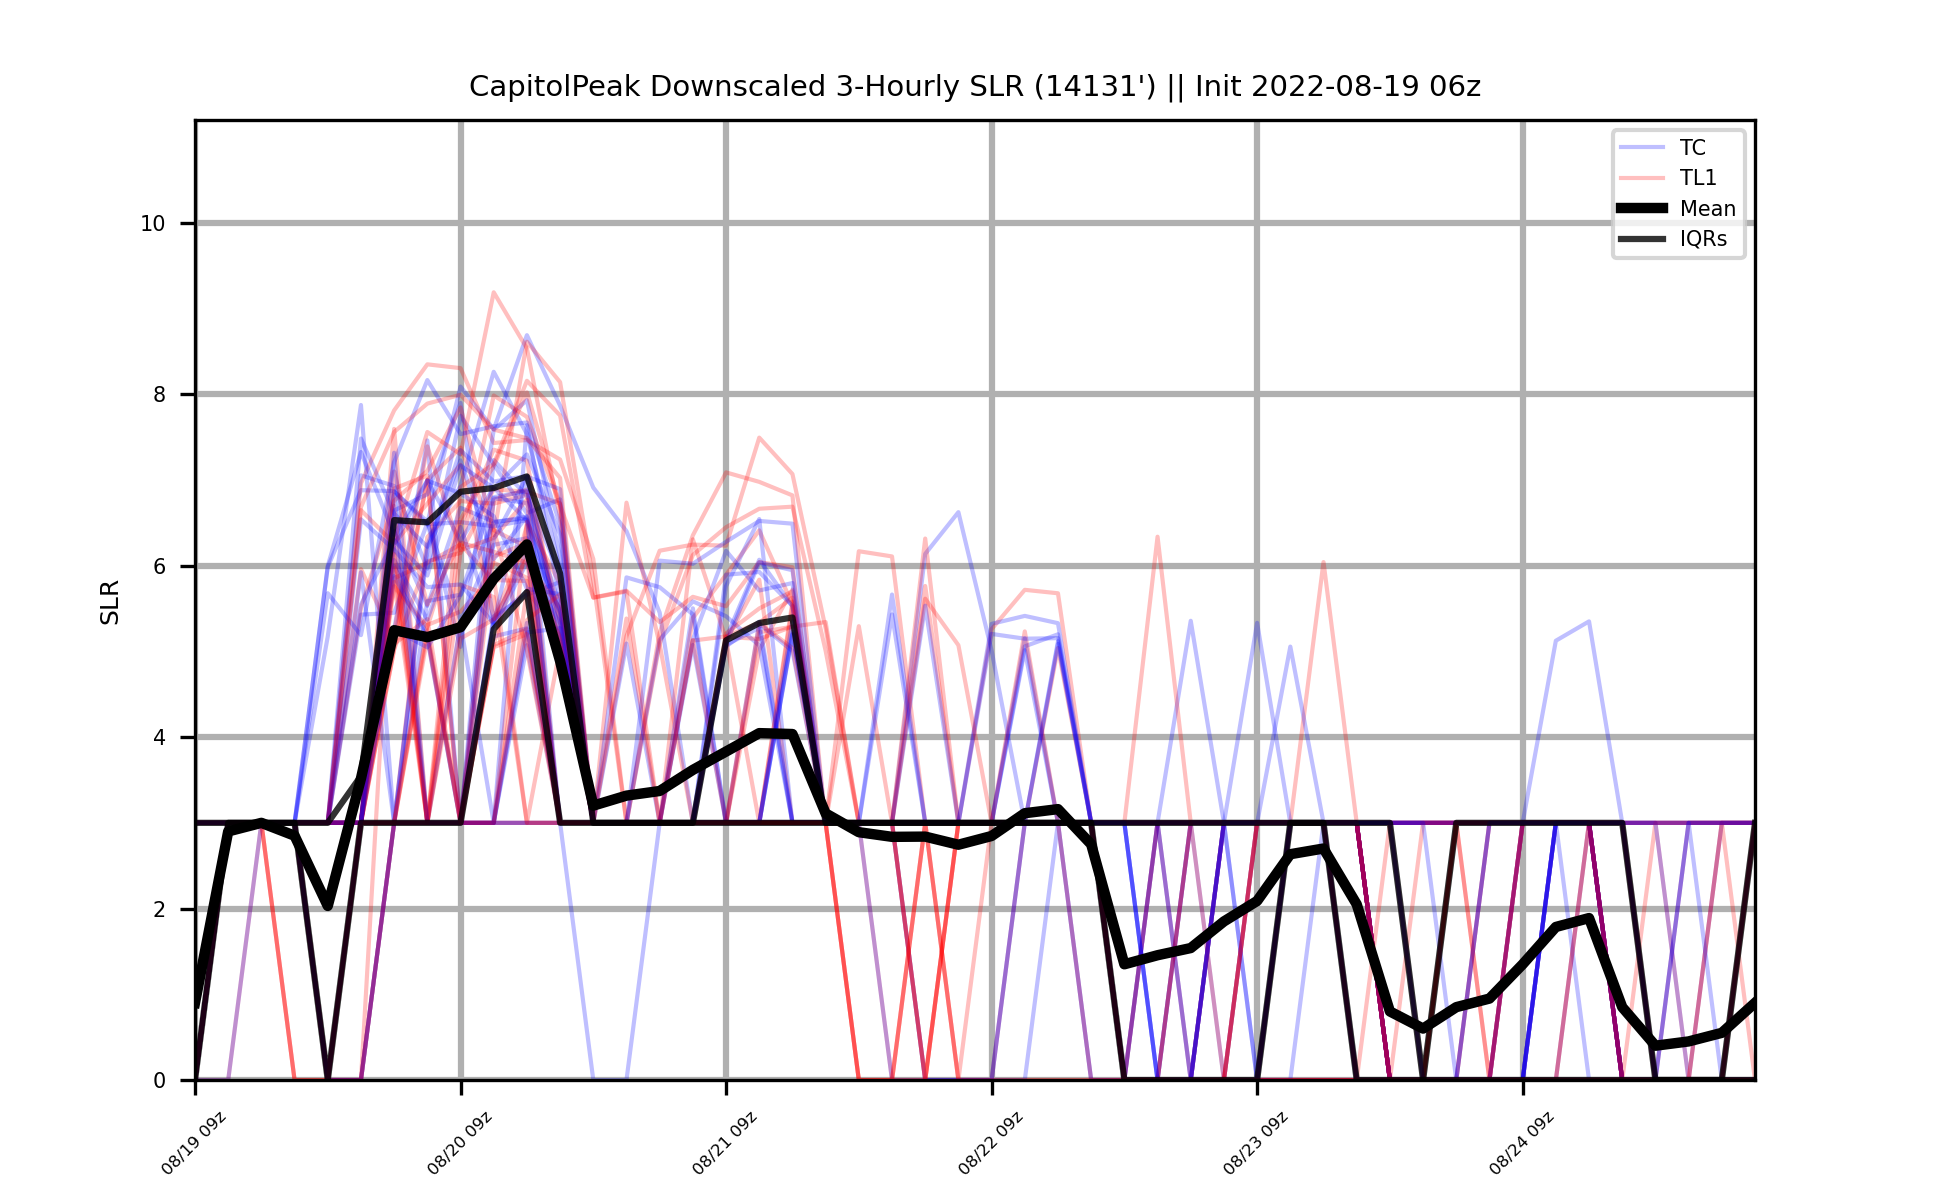 CapitolPeak Downscaled 3-Hourly SLR (14131') || Init 2022-08-19 06z
TC
TL1
Mean
IQRs
SLR
10
8
6
4
2
0
08/19 09z
08/20 09z
08/21 09z
08/22 09z
08/23 09z
08/24 09z